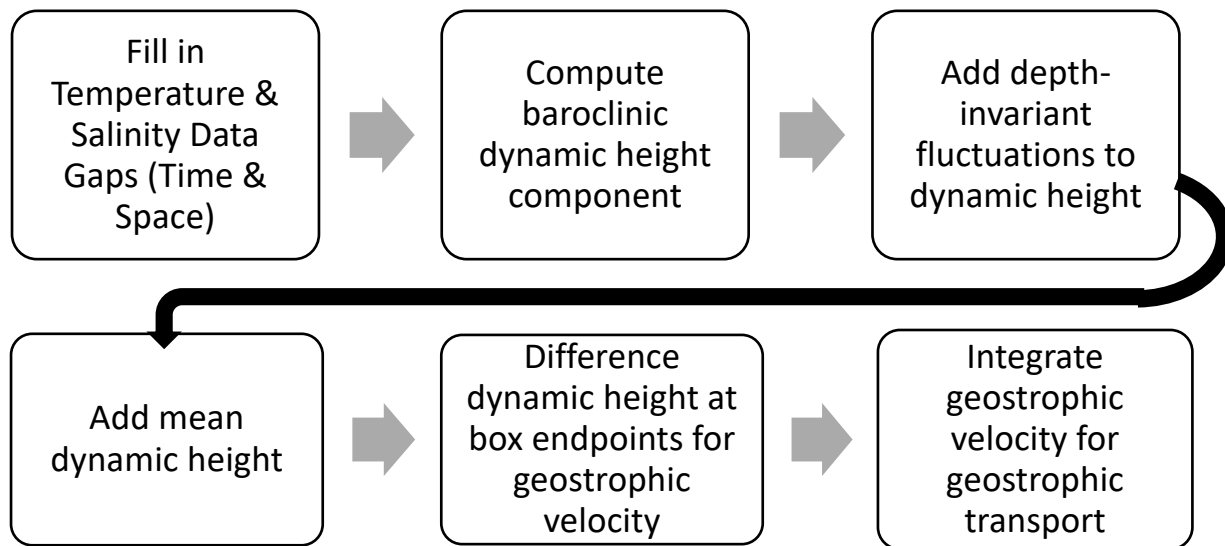 Fill in
Temperature &
Salinity Data
Gaps (Time &
Space)
Compute
baroclinic
dynamic height
component
Add depth-
invariant
fluctuations to
dynamic height
Add mean
dynamic height
Difference
dynamic height at
box endpoints for
geostrophic
velocity
Integrate
geostrophic
velocity for
geostrophic
transport